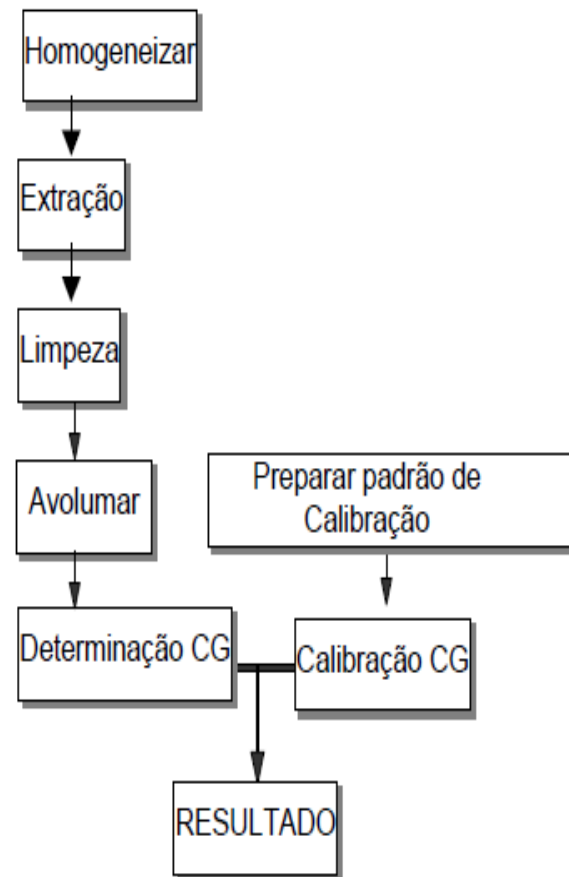 Homogeneizar
Extração
Limpeza
Avolumar
Preparar padrão de
Calibração
Determinação CG
Calibração CG
RESULTADO